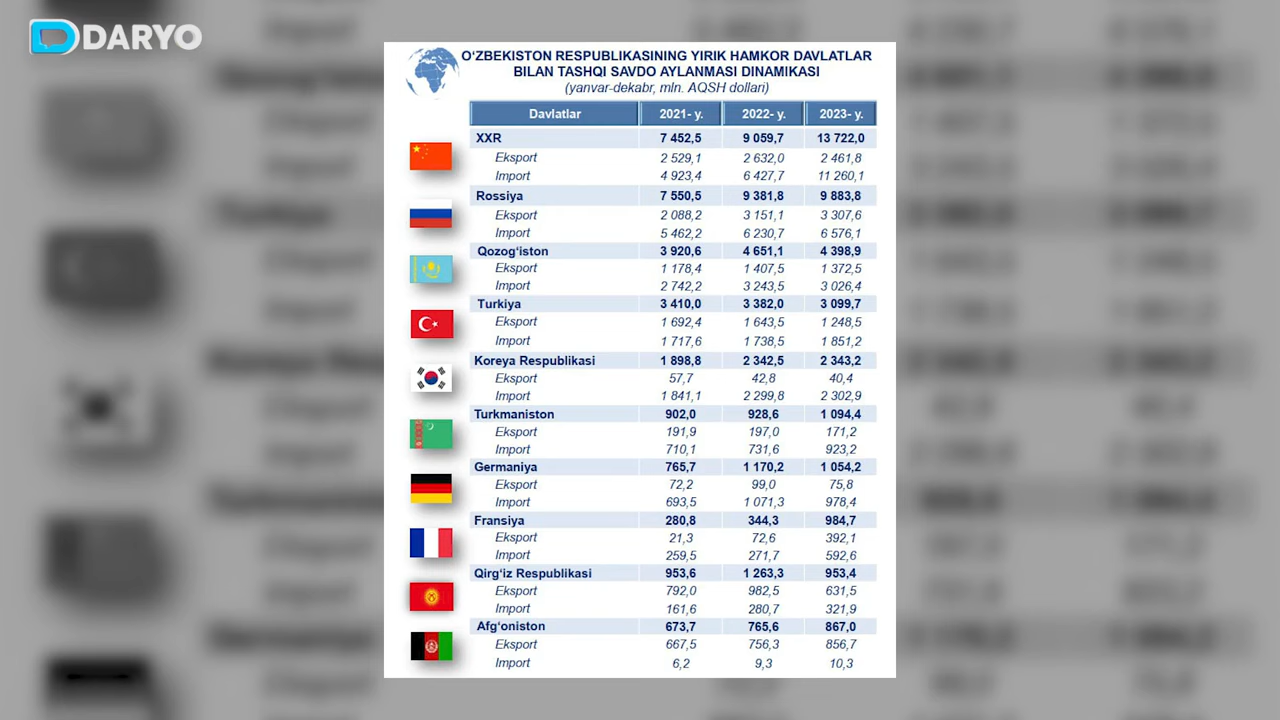 DARYO
O‘ZBEKISTON RESPUBLIKASINING YIRIK HAMKOR DAVLATLAR
BILAN TASHQI SAVDO AYLANMASI DINAMIKASI
(yanvar-dekabr, mln. AQSH dollari)
Davlatlar 2021- y. 2022- y. 2023- y.
XXR 7 452,5 9 059,7 13 722,0
Eksport 2 529,1 2 632,0 2 461,8
Import 4 923,4 6 427,7 11 260,1
Rossiya 7 550,5 9 381,8 9 883,8
Eksport 2 088,2 3 151,1 3 307,6
Import 5 462,2 6 230,7 6 576,1
Qozog‘iston 3 920,6 4 651,1 4 398,9
Eksport 1 178,4 1 407,5 1 372,5
Import 2 742,2 3 243,5 3 026,4
Turkiya 3 410,0 3 382,0 3 099,7
Eksport 1 692,4 1 643,5 1 248,5
Import 1 717,6 1 738,5 1 851,2
Koreya Respublikasi 1 898,8 2 342,5 2 343,2
Eksport 57,7 42,8 40,4
Import 1 841,1 2 299,8 2 302,9
Turkmaniston 902,0 928,6 1 094,4
Eksport 191,9 197,0 171,2
Import 710,1 731,6 923,2
Germaniya 765,7 1 170,2 1 054,2
Eksport 72,2 99,0 75,8
Import 693,5 1 071,3 978,4
Fransiya 280,8 344,3 984,7
Eksport 21,3 72,6 392,1
Import 259,5 271,7 592,6
Qirg‘iz Respublikasi 953,6 1 263,3 953,4
Eksport 792,0 982,5 631,5
Import 161,6 280,7 321,9
Afg‘oniston 673,7 765,6 867,0
Eksport 667,5 756,3 856,7
Import 6,2 9,3 10,3